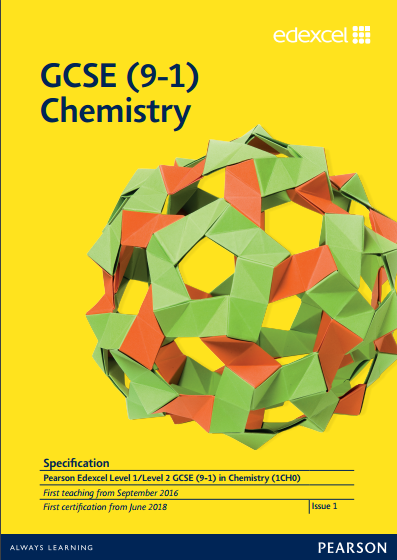 edexcel
GCSE (9-1)
Chemistry
Specification
Pearson Edexcel Level 1/Level 2 GCSE (9-1) in Chemistry (1CH0)
First teaching from September 2016
First certification from June 2018
Issue 1
ALWAYS LEARNING
PEARSON